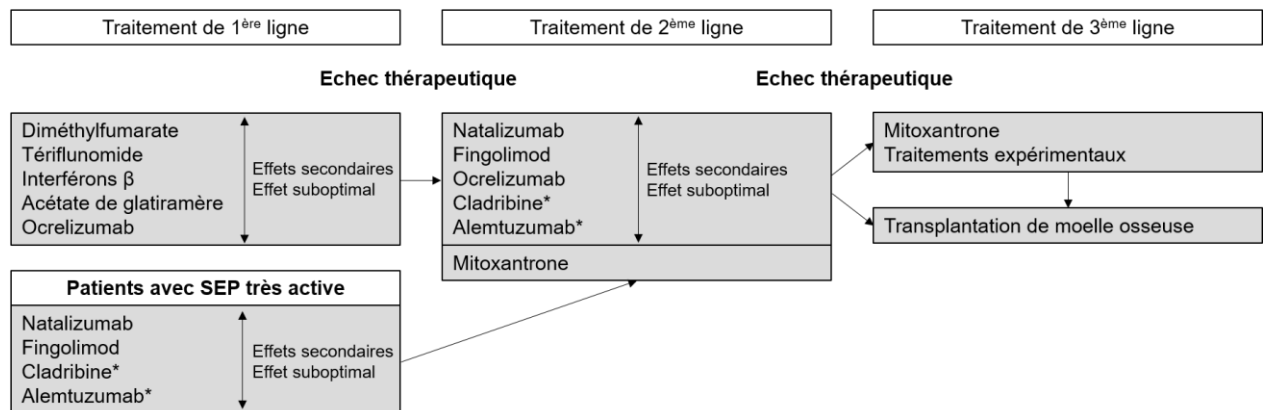 Traitement de 1ère ligne
Traitement de 2ème ligne
Traitement de 3ème ligne
Echec thérapeutique
Echec thérapeutique
Diméthylfumarate
Tériflunomide
Interférons β
Acétate de glatiramère
Ocrelizumab
Effets secondaires
Effet suboptimal
Natalizumab
Fingolimod
Ocrelizumab
Cladribine*
Alemtuzumab*
Effets secondaires
Effet suboptimal
Mitoxantrone
Mitoxantrone
Traitements expérimentaux
Transplantation de moelle osseuse
Patients avec SEP très active
Natalizumab
Fingolimod
Cladribine*
Alemtuzumab*
Effets secondaires
Effet suboptimal